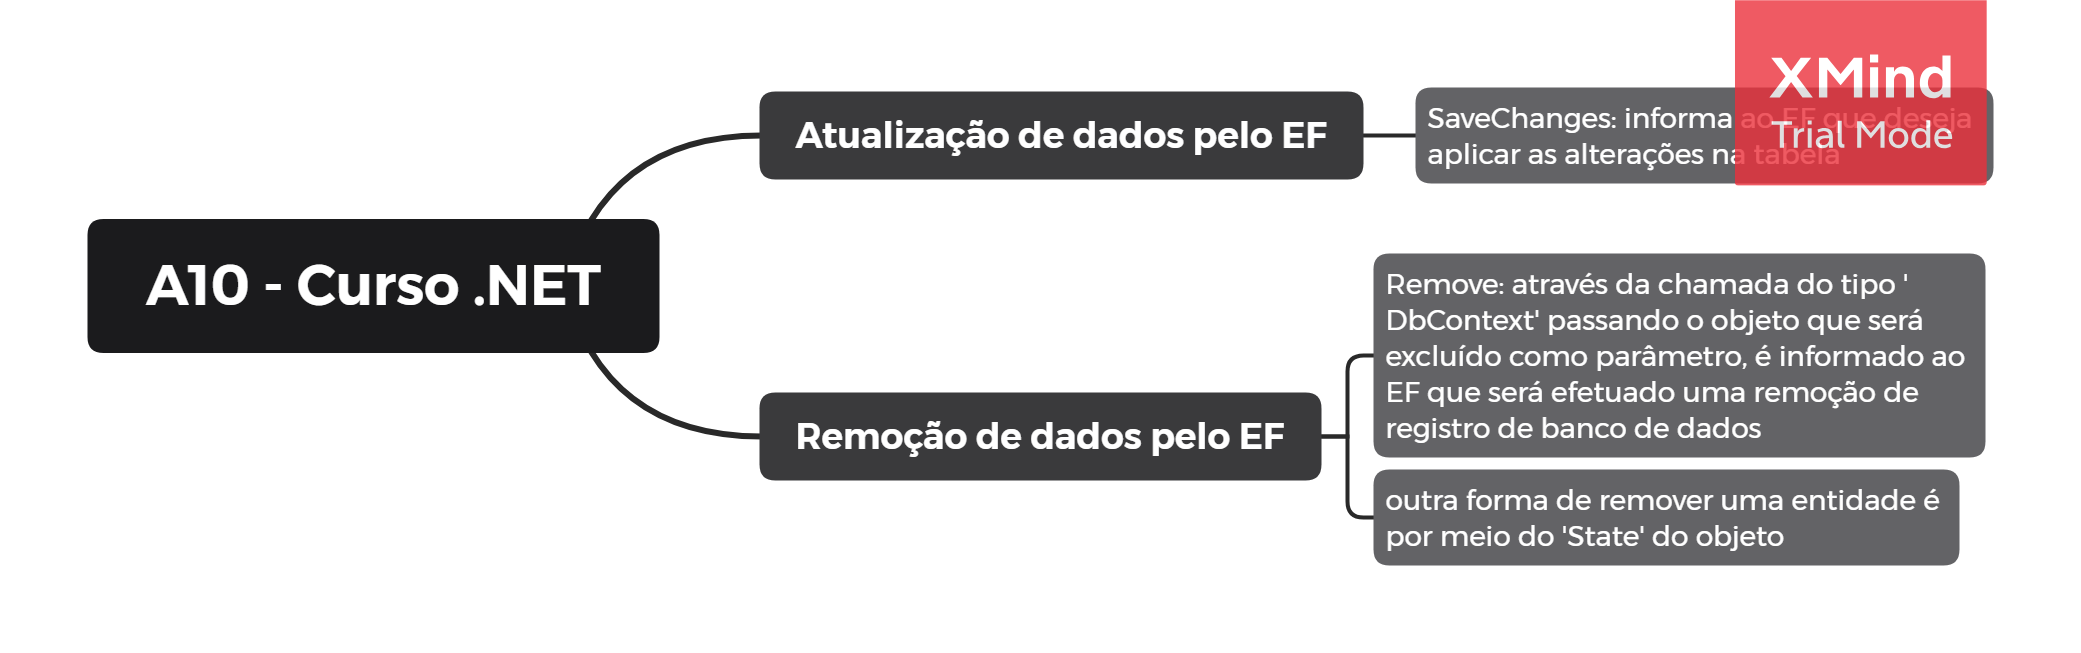 XMind
Trial Mode
Atualização de dados pelo EF
SaveChanges: informa ao EF que deseja
aplicar as alterações na tabela
A10 - Curso .NET
Remoção de dados pelo EF
Remove: através da chamada do tipo '
DbContext' passando o objeto que será
excluído como parâmetro, é informado ao
EF que será efetuado uma remoção de
registro de banco de dados
outra forma de remover uma entidade é
por meio do 'State' do objeto